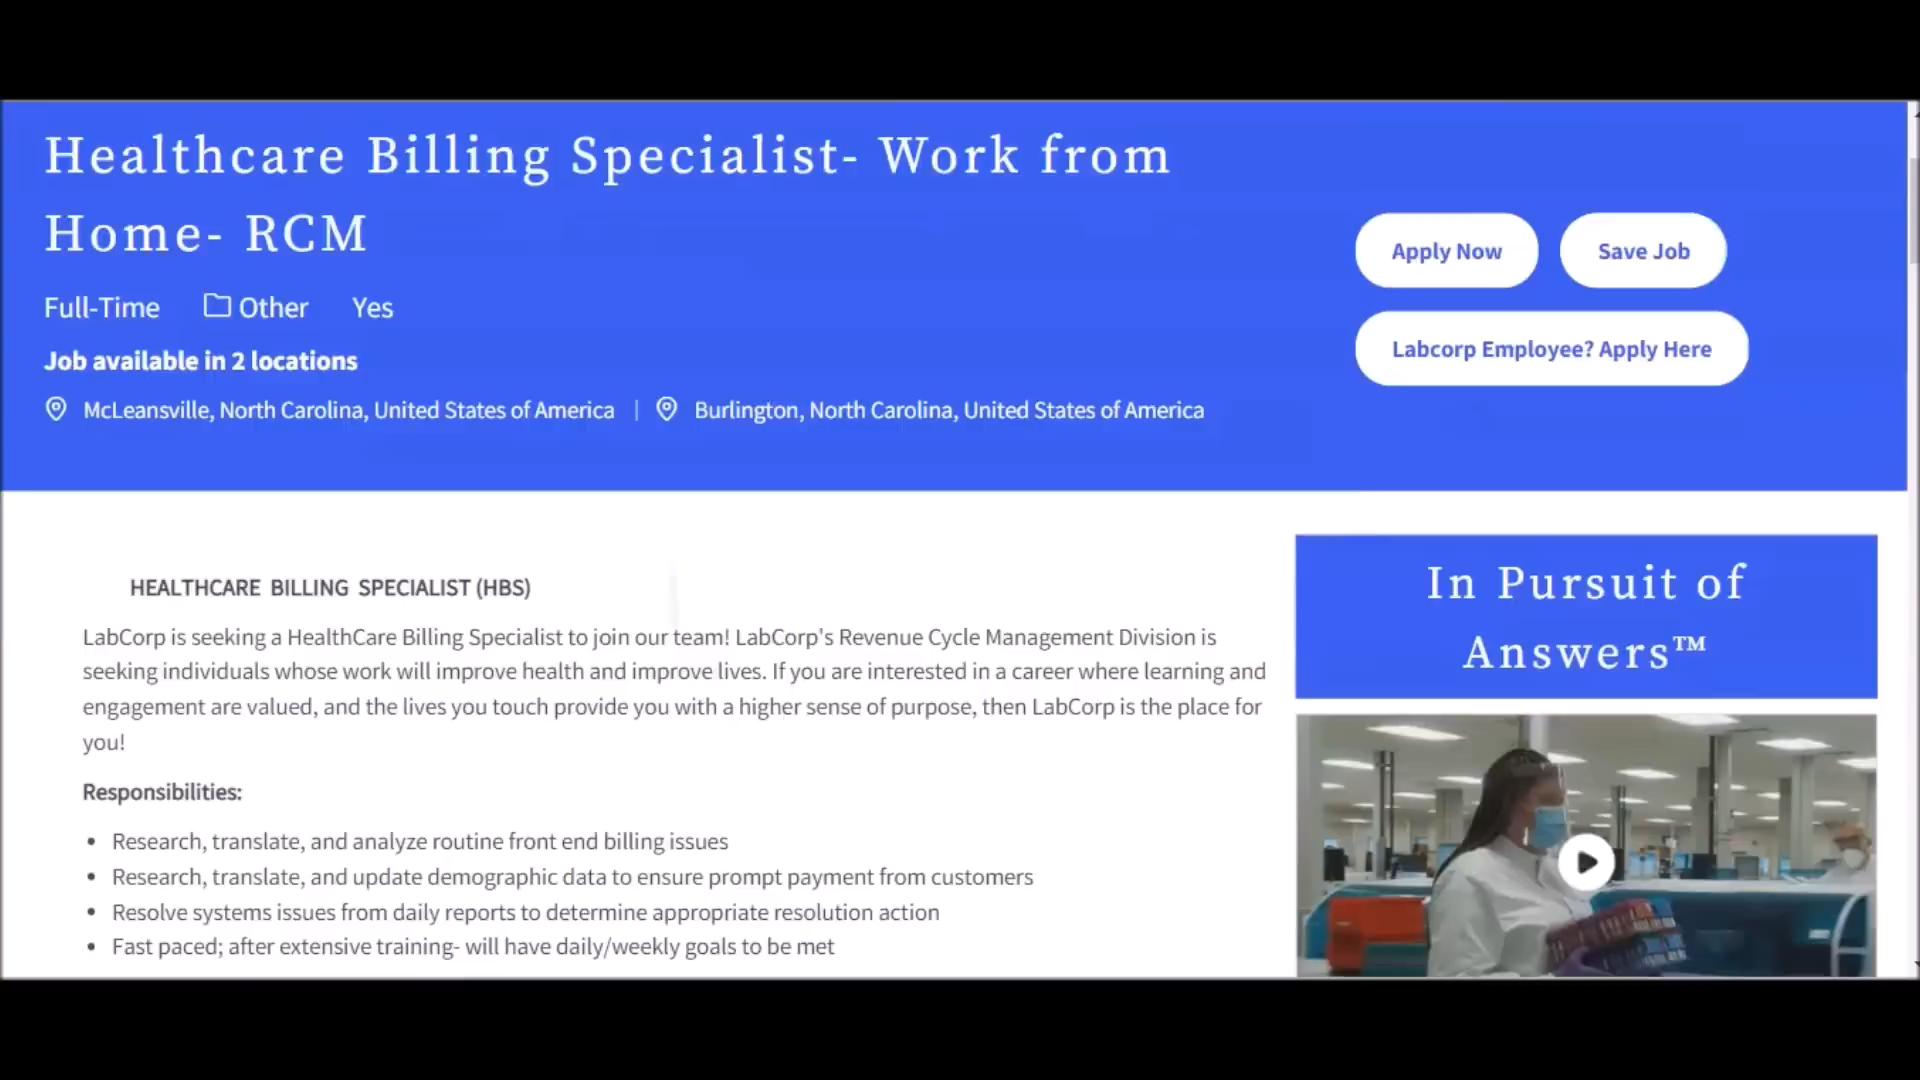 Healthcare Billing Specialist- Work from
Home- RCM
Apply Now
Save Job
Full-Time Other Yes
Labcorp Employee? Apply Here
Job available in 2 locations
McLeansville, North Carolina, United States of America | Burlington, North Carolina, United States of America
HEALTHCARE BILLING SPECIALIST (HBS)
LabCorp is seeking a HealthCare Billing Specialist to join our team! LabCorp's Revenue Cycle Management Division is
seeking individuals whose work will improve health and improve lives. If you are interested in a career where learning and
engagement are valued, and the lives you touch provide you with a higher sense of purpose, then LabCorp is the place for
you!
Responsibilities:
• Research, translate, and analyze routine front end billing issues
• Research, translate, and update demographic data to ensure prompt payment from customers
• Resolve systems issues from daily reports to determine appropriate resolution action
• Fast paced; after extensive training- will have daily/weekly goals to be met
In Pursuit of
Answers™